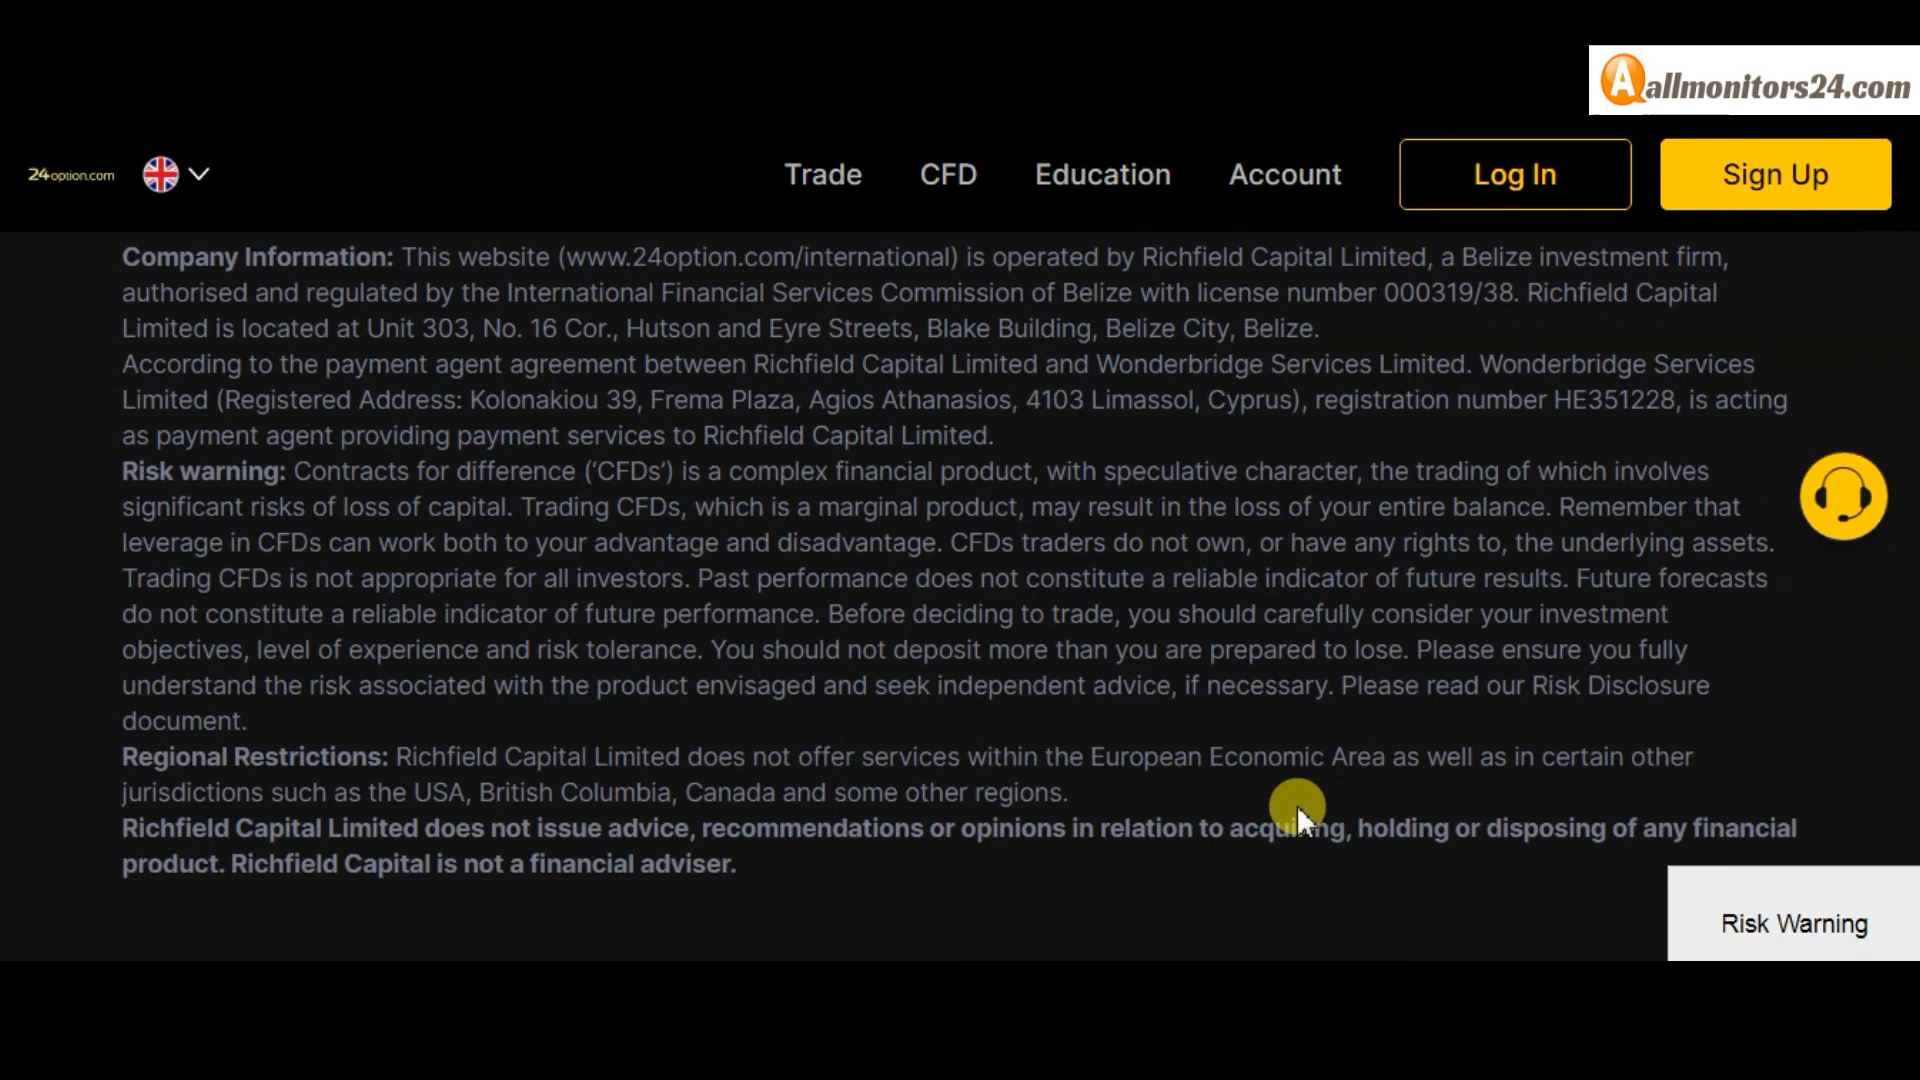 Aallmonitors24.com
24option.com
Trade CFD Education Account Log In Sign Up
Company Information: This website (www.24option.com/international) is operated by Richfield Capital Limited, a Belize investment firm,
authorised and regulated by the International Financial Services Commission of Belize with license number 000319/38. Richfield Capital
Limited is located at Unit 303, No. 16 Cor., Hutson and Eyre Streets, Blake Building, Belize City, Belize.
According to the payment agent agreement between Richfield Capital Limited and Wonderbridge Services Limited. Wonderbridge Services
Limited (Registered Address: Kolonakiou 39, Frema Plaza, Agios Athanasios, 4103 Limassol, Cyprus), registration number HE351228, is acting
as payment agent providing payment services to Richfield Capital Limited.
Risk warning: Contracts for difference (‘CFDs’) is a complex financial product, with speculative character, the trading of which involves
significant risks of loss of capital. Trading CFDs, which is a marginal product, may result in the loss of your entire balance. Remember that
leverage in CFDs can work both to your advantage and disadvantage. CFDs traders do not own, or have any rights to, the underlying assets.
Trading CFDs is not appropriate for all investors. Past performance does not constitute a reliable indicator of future results. Future forecasts
do not constitute a reliable indicator of future performance. Before deciding to trade, you should carefully consider your investment
objectives, level of experience and risk tolerance. You should not deposit more than you are prepared to lose. Please ensure you fully
understand the risk associated with the product envisaged and seek independent advice, if necessary. Please read our Risk Disclosure
document.
Regional Restrictions: Richfield Capital Limited does not offer services within the European Economic Area as well as in certain other
jurisdictions such as the USA, British Columbia, Canada and some other regions.
Richfield Capital Limited does not issue advice, recommendations or opinions in relation to acquiring, holding or disposing of any financial
product. Richfield Capital is not a financial adviser.
Risk Warning